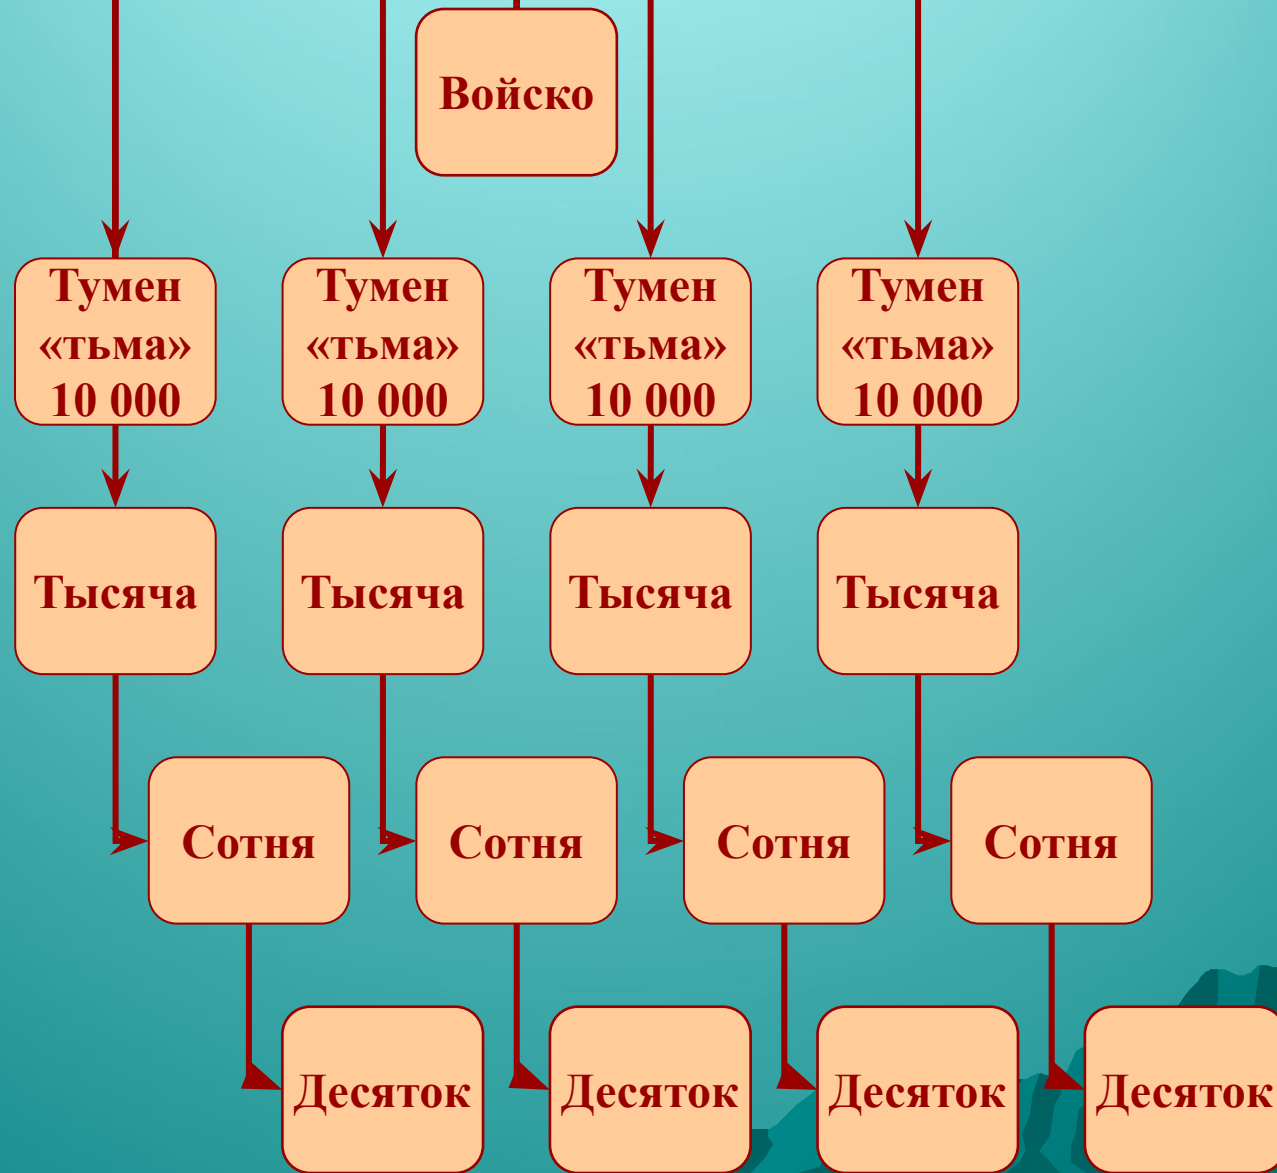 Войско
Тумен
«тьма»
10 000
Тумен
«тьма»
10 000
Тумен
«тьма»
10 000
Тумен
«тьма»
10 000
Тысяча
Тысяча
Тысяча
Тысяча
Сотня
Сотня
Сотня
Сотня
Десяток
Десяток
Десяток
Десяток